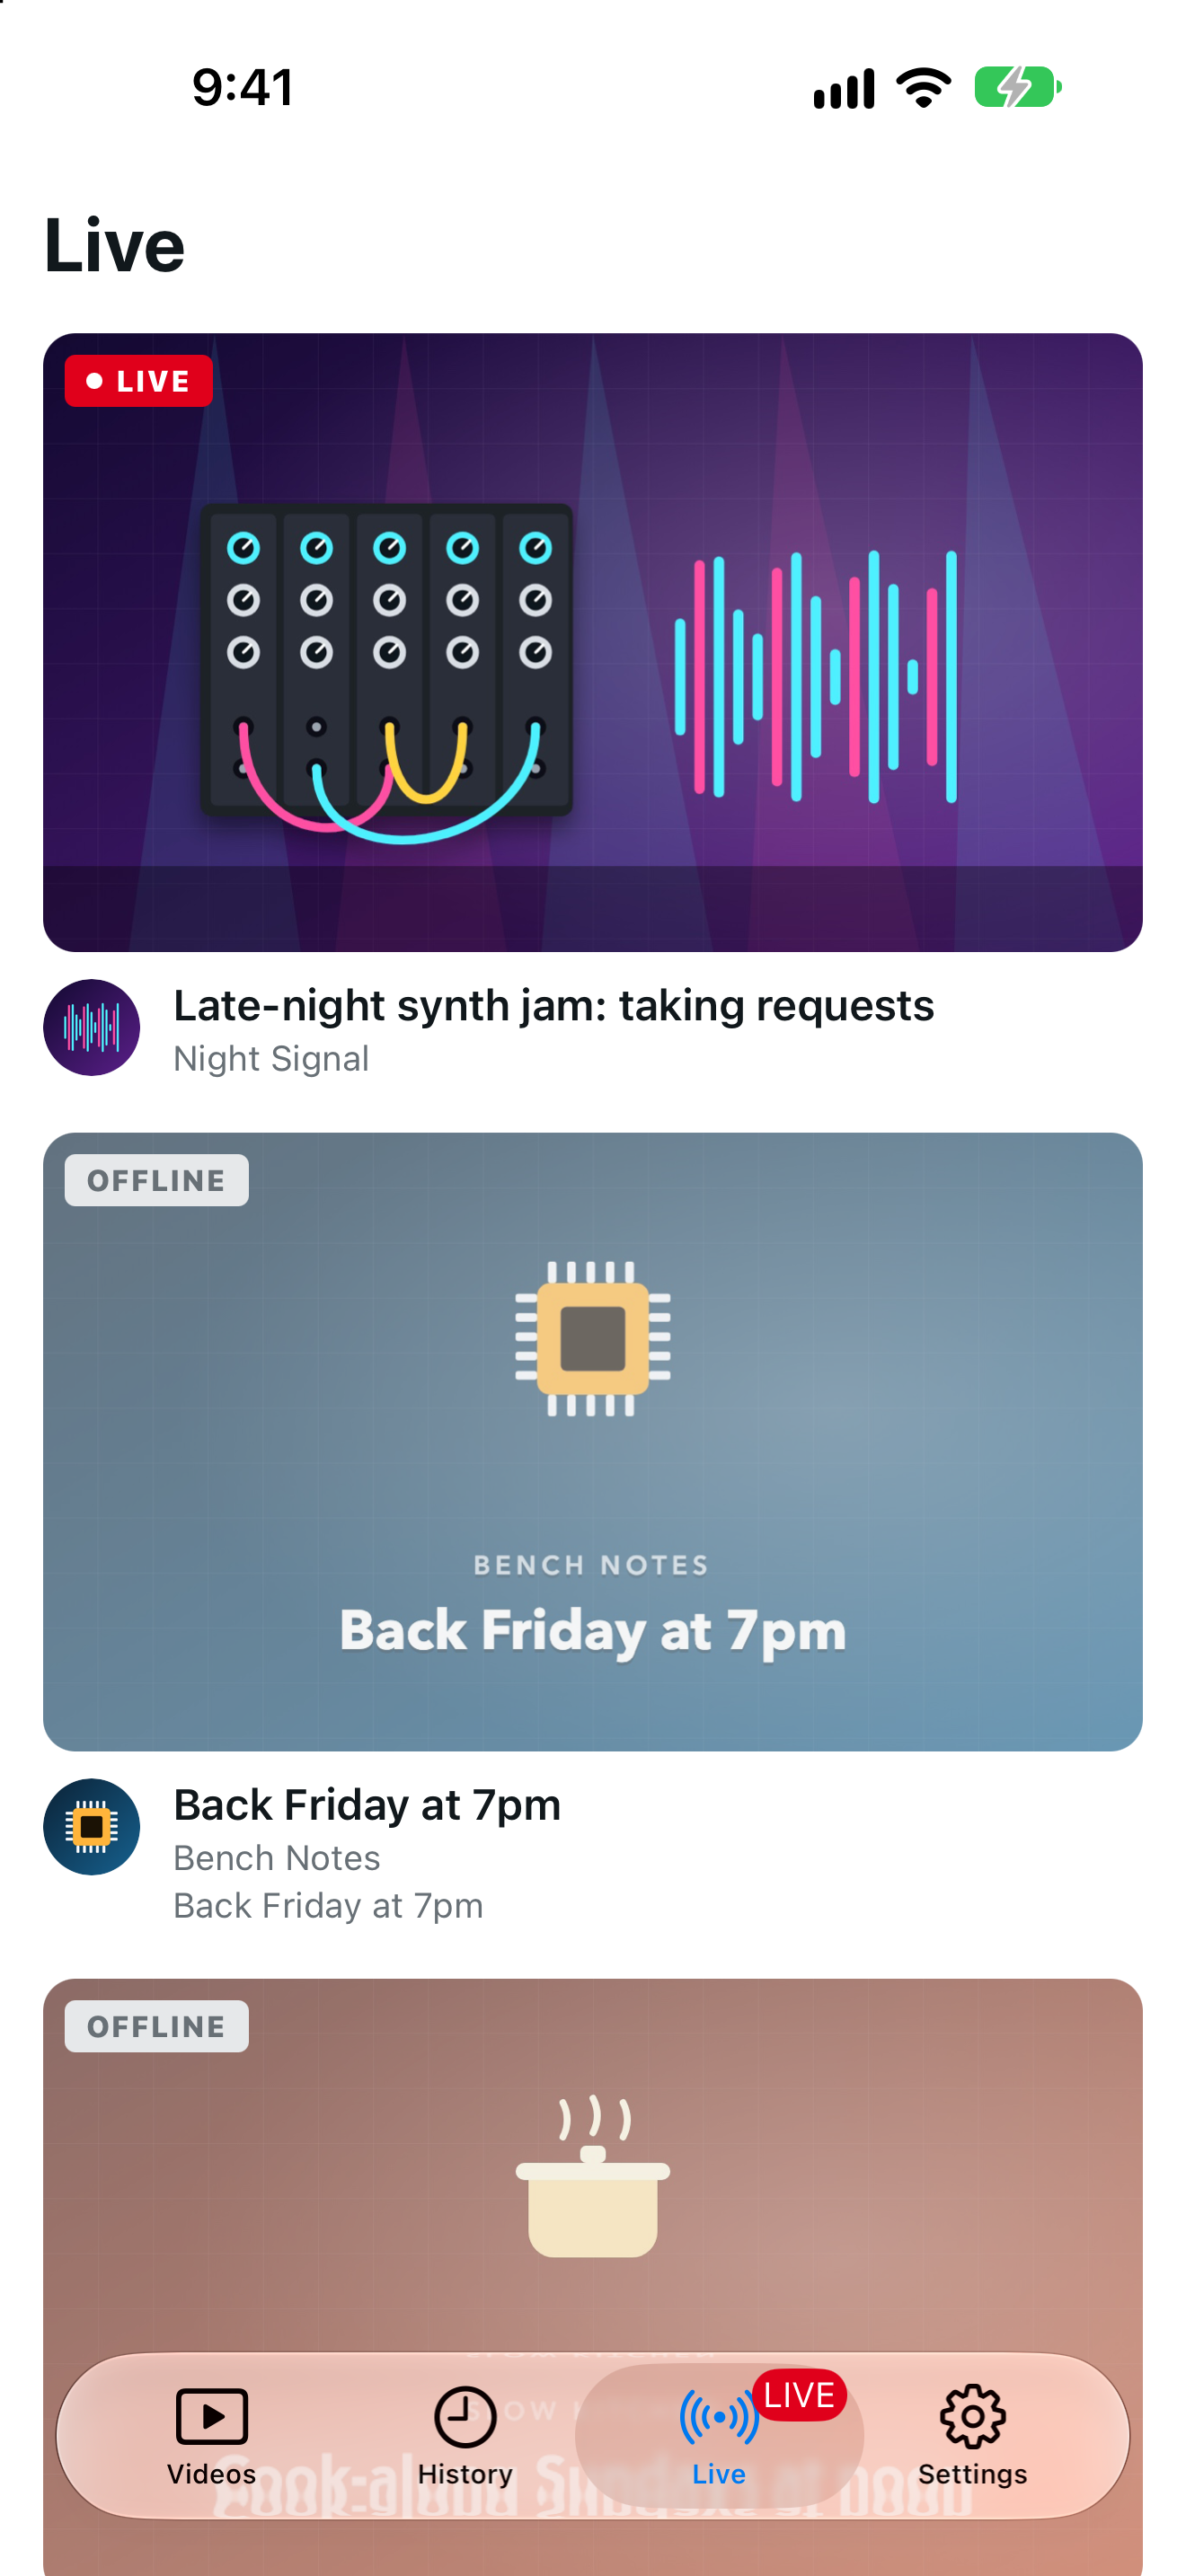 9:41
Live
LIVE
Late-night synth jam: taking requests
Night Signal
OFFLINE
BENCH NOTES
Back Friday at 7pm
Back Friday at 7pm
Bench Notes
Back Friday at 7pm
OFFLINE
LIVE
Videos
History
Live
Settings